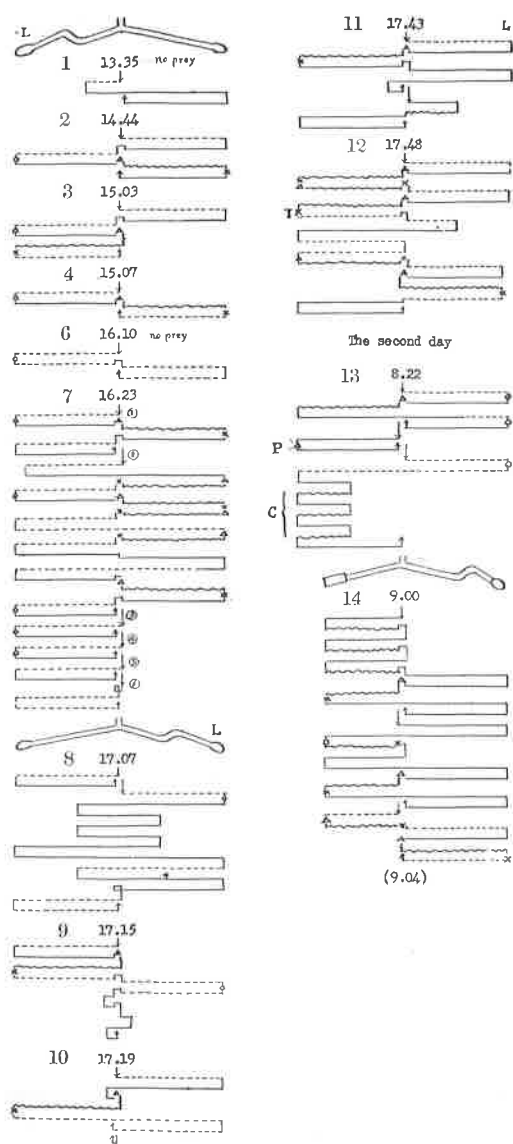 L
1 13.35 no prey
2 14.44
3 15.03
4 15.07
6 16.10 no prey
7 16.23
L
8 17.07
9 17.15
10 17.19
U
11 17.43 L
12 17.48
T
The second day
13 8.22
P
C
14 9.00
(9.04)